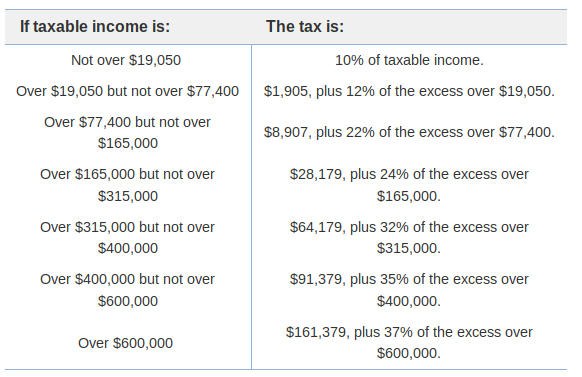 If taxable income is: The tax is:
Not over $19,050 10% of taxable income.
Over $19,050 but not over $77,400 $1,905, plus 12% of the excess over $19,050.
Over $77,400 but not over
$165,000
$8,907, plus 22% of the excess over $77,400.
Over $165,000 but not over
$315,000
$28,179, plus 24% of the excess over
$165,000.
Over $315,000 but not over
$400,000
$64,179, plus 32% of the excess over
$315,000.
Over $400,000 but not over
$600,000
$91,379, plus 35% of the excess over
$400,000.
Over $600,000
$161,379, plus 37% of the excess over
$600,000.